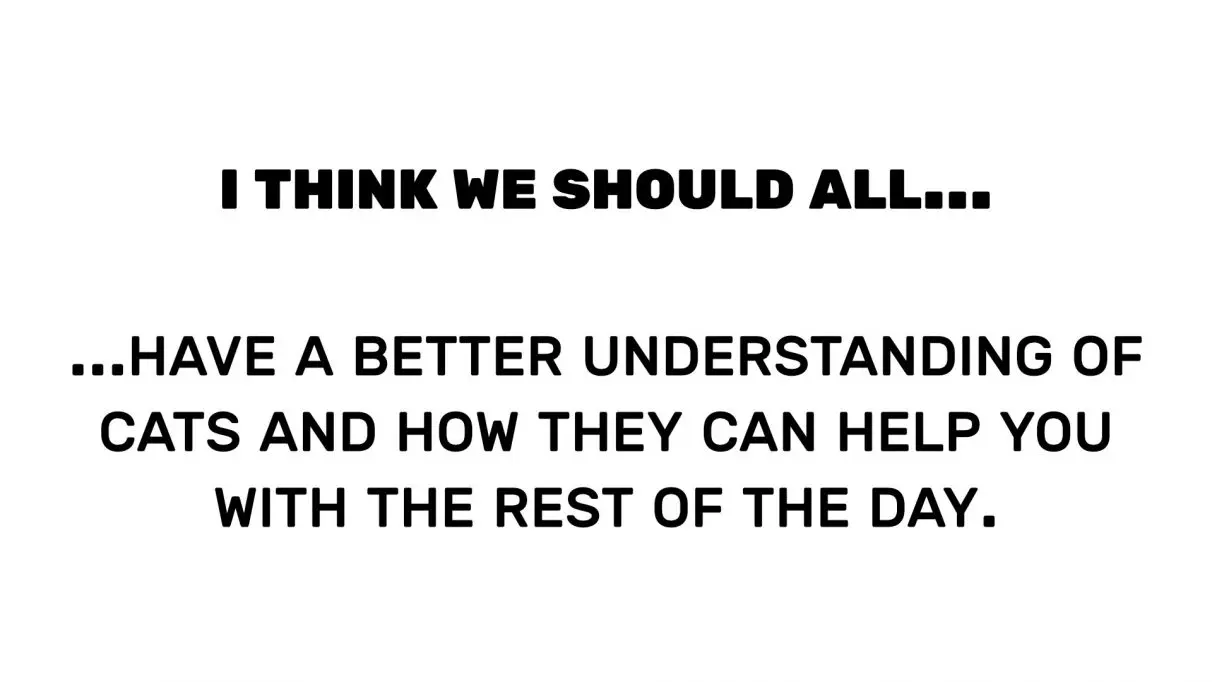 I THINK WE SHOULD ALL...
...HAVE A BETTER UNDERSTANDING OF
CATS AND HOW THEY CAN HELP YOU
WITH THE REST OF THE DAY.